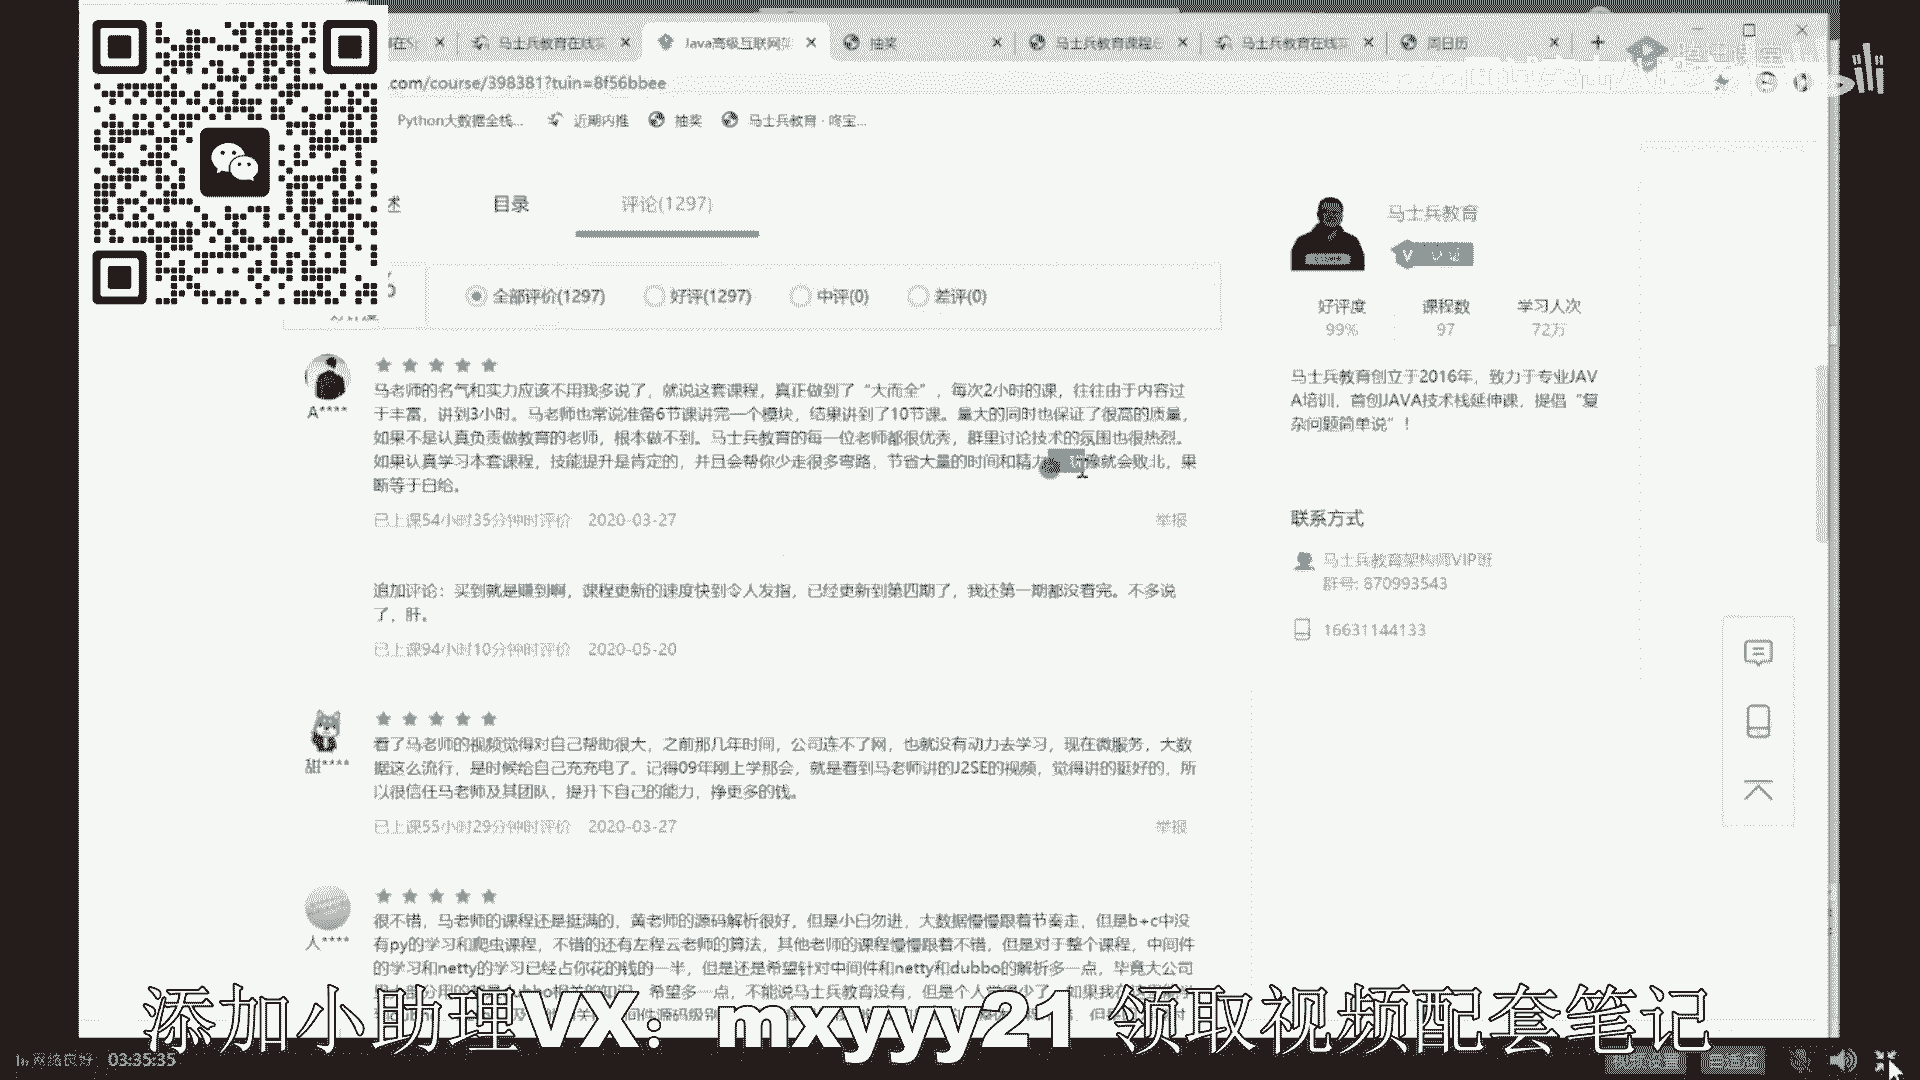 马士兵教育在线
Java高级互联网架
抽奖
马士兵教育课程
马士兵教育在线
周日历
.com/course/398381?tuin=8f56bbee
Python大数据全栈...
近期内推
抽奖
马士兵教育 · 咚宝...
述
目录
评论(1297)
全部评价(1297)
好评(1297)
中评(0)
差评(0)
马老师的名气和实力应该不用我多说了，就说这套课程，真正做到了“大而全”，每次2小时的课，往往由于内容过
于丰富，讲到3小时。马老师也常说准备6节课讲完一个模块，结果讲到了10节课。量大的同时也保证了很高的质量，
如果不是认真负责做教育的老师，根本做不到。马士兵教育的每一位老师都很优秀，群里讨论技术的氛围也很热烈。
如果认真学习本套课程，技能提升是肯定的，并且会帮你少走很多弯路，节省大量的时间和精力就会败北，果
断等于白给。
A****
已上课54小时35分钟时评价 2020-03-27
举报
追加评论：买到就是赚到啊，课程更新的速度快到令人发指，已经更新到第四期了，我还第一期都没看完。不多说
了，肝。
已上课94小时10分钟时评价 2020-05-20
看了马老师的视频觉得对自己帮助很大，之前那几年时间，公司连不了网，也就没有动力去学习，现在微服务，大数
据这么流行，是时候给自己充充电了。记得09年刚上学那会，就是看到马老师讲的J2SE的视频，觉得讲的挺好的，所
以很信任马老师及其团队，提升下自己的能力，挣更多的钱。
甜****
已上课55小时29分钟时评价 2020-03-27
举报
很不错，马老师的课程还是挺满的，黄老师的源码解析很好，但是小白勿进，大数据慢慢跟着节奏走，但是b+c中没
有py的学习和爬虫课程，不错的还有左程云老师的算法，其他老师的课程慢慢跟着不错，但是对于整个课程，中间件
的学习和netty的学习已经占你花的钱的一半，但是还是希望针对中间件和netty和dubbo的解析多一点，毕竟大公司
人****
马士兵教育
好评度
课程数
学习人次
99%
97
72万
马士兵教育创立于2016年，致力于专业JAV
A培训，首创JAVA技术栈延伸课，提倡“复
杂问题简单说”！
联系方式
马士兵教育架构师VIP班
群号: 870993543
16631144133
添加小助理VX：mxyyy21 领取视频配套笔记
网络良好
03:35:35
视频设置
自适应